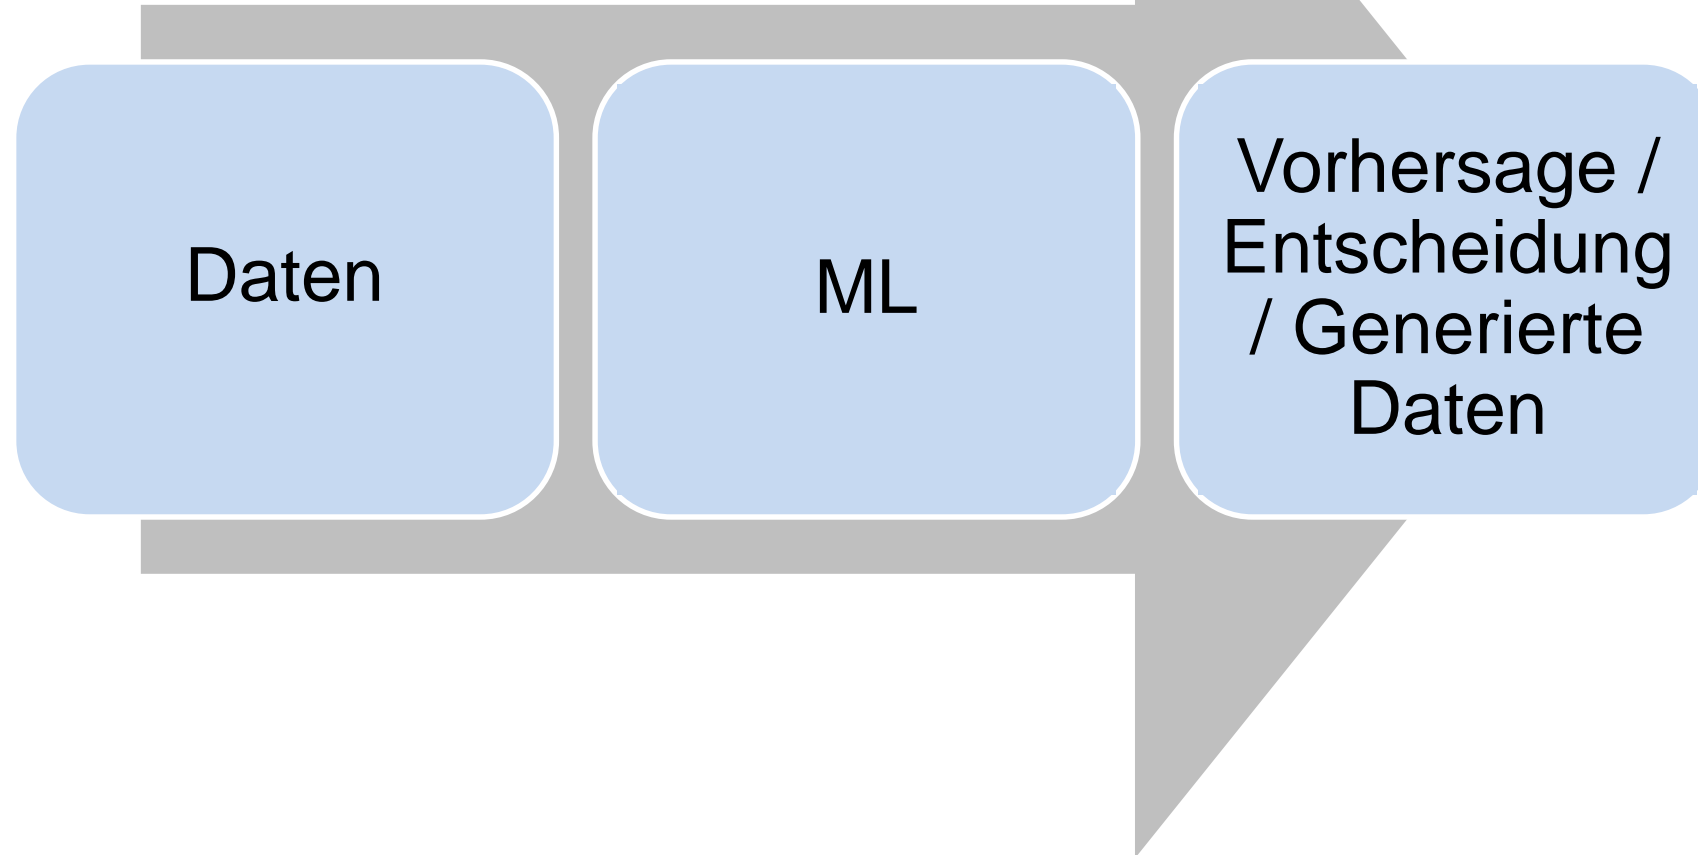 Daten
ML
Vorhersage /
Entscheidung
/ Generierte
Daten